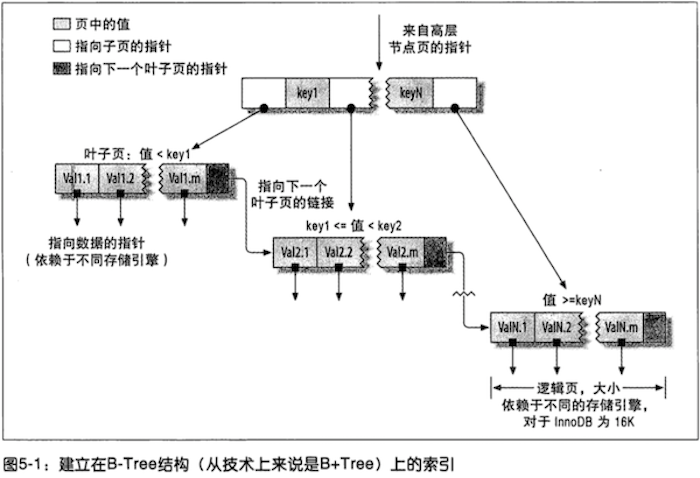 页中的值
指向子页的指针
指向下一个叶子页的指针
来自高层
节点页的指针
key1
keyN
叶子页：值 < key1
Val1.1
Val1.2
Val1.m
指向下一个
叶子页的链接
key1 <= 值 < key2
指向数据的指针
（依赖于不同存储引擎）
Val2.1
Val2.2
Val2.m
值 >=keyN
ValN.1
ValN.2
ValN.m
逻辑页，大小
依赖于不同的存储引擎，
对于 InnoDB 为 16K
图5-1：建立在B-Tree结构（从技术上来说是B+Tree）上的索引